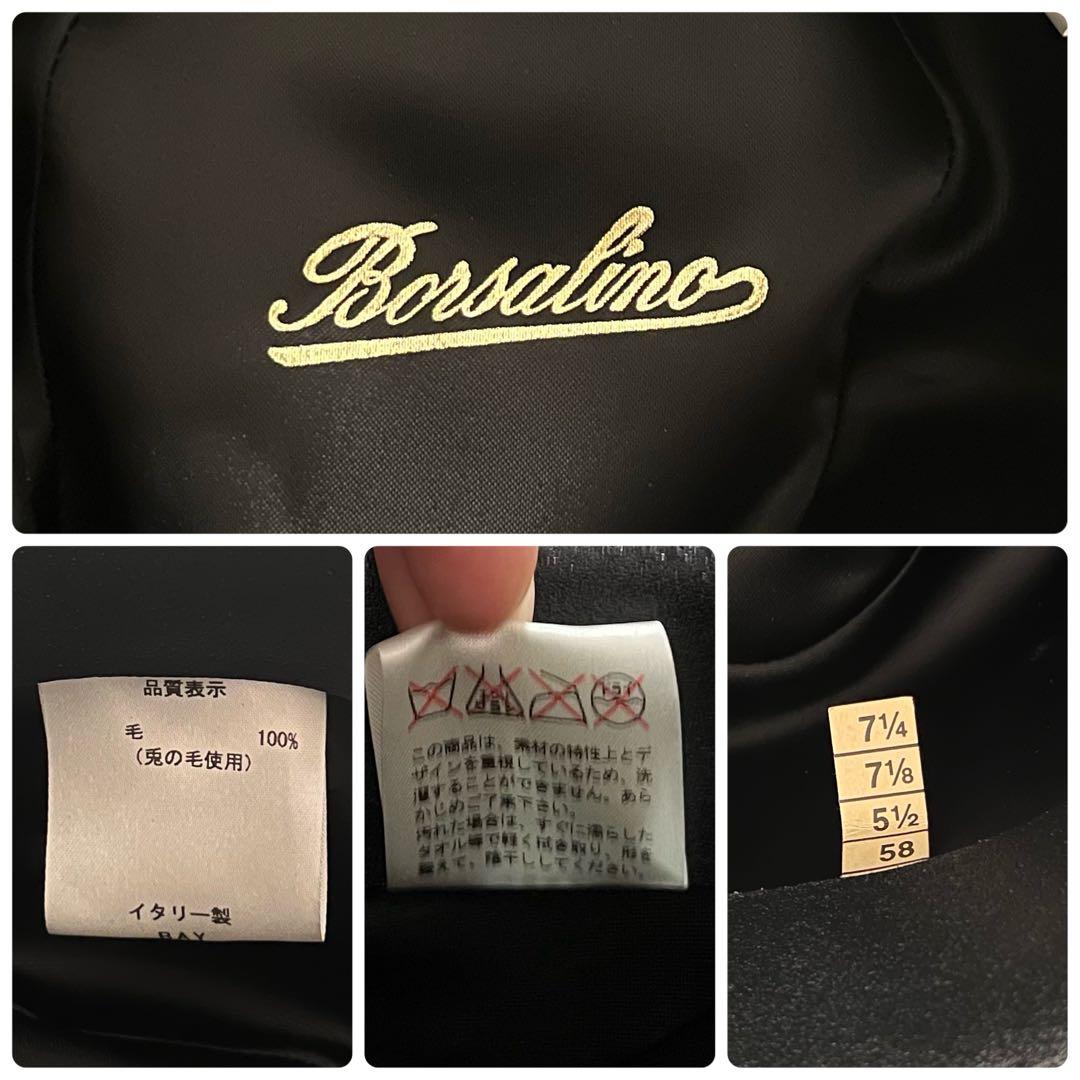 Borsalino
品質表示
毛 100%
(兎の毛使用)
イタリー製
BAY
ドライ
この商品は、素材の特性上とデ
ザインを重視しているため、洗
濯することができません。あら
かじめご了承下さい。
汚れた場合は、すぐに濡らした
タオル等で軽く拭き取り、形を
整えて、陰干ししてください。
7¼
7⅛
5½
58